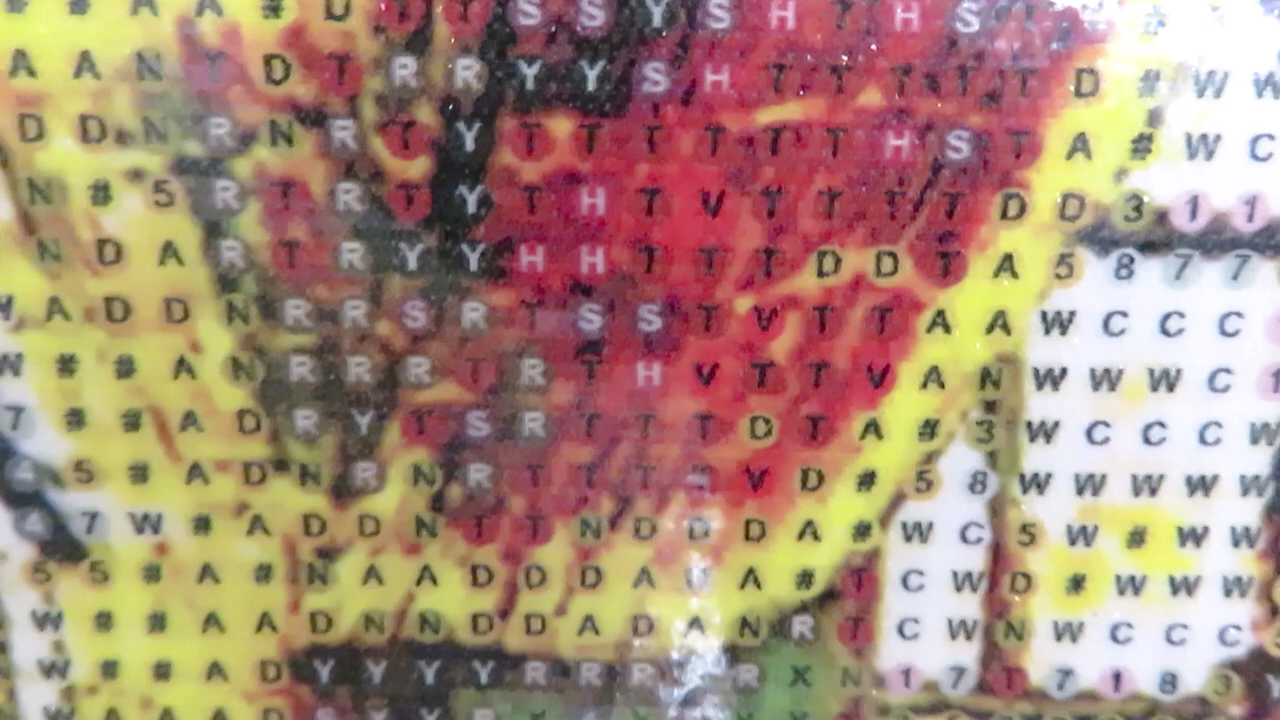 # # A A # D T T S S Y S H T H S T
A A N Y D T R R Y Y S H T T T T T D # W W
D D N R N R T Y T T T T T T H S T A # W C
N # 5 R T R T Y T H T V T T T T D D 3 1 1
N D A R T R Y Y H H T T T D D T A 5 8 7 7
W A D D N R R S R T S S T V T T A A W C C C
W # # A N R R R T R T H V T T V A N W W W C 1
7 # # A D R Y T S R T T T D T A # 3 W C C C W
4 5 # A D N R N R T T T H V D # 5 8 W W W W W
4 7 W # A D D N T T N D D D A # W C 5 W # W W
5 5 # A # N A A D D D A A # T C W D # W W W
W # # A A D N N D D A D A N R T C W N W C C C
W # # A D Y Y Y Y R R R R X N 1 7 T 7 1 8 3 Y
W A A A D